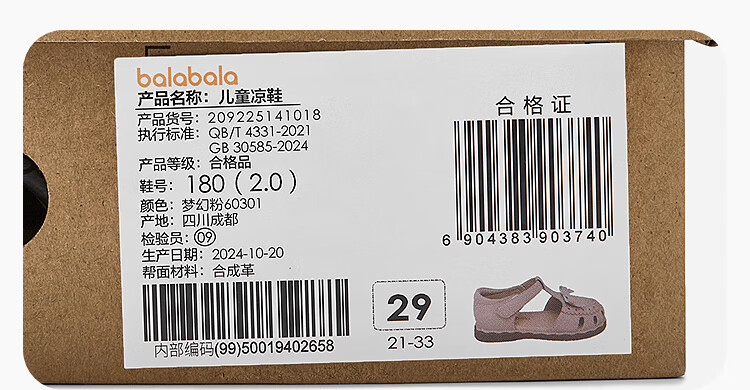 balabala
产品名称：儿童凉鞋
产品货号：209225141018
执行标准：QB/T 4331-2021
GB 30585-2024
产品等级：合格品
鞋号：180（2.0）
颜色：梦幻粉60301
产地：四川成都
检验员：09
生产日期：2024-10-20
帮面材料：合成革
内部编码(99)50019402658
合格证
6 904383 903740
29
21-33